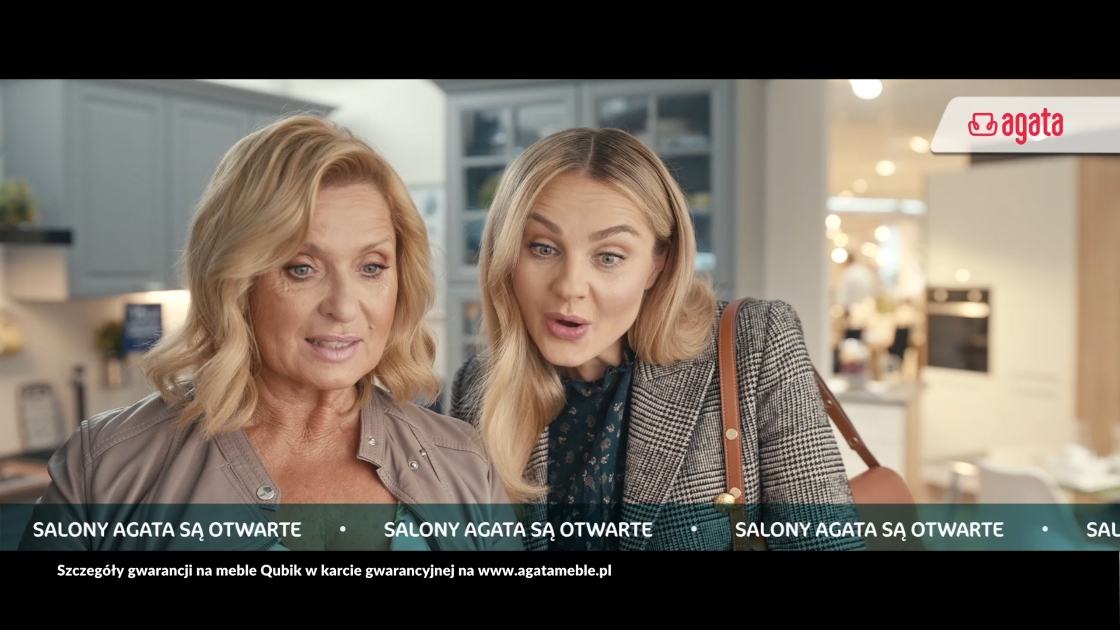 agata
SALONY AGATA SĄ OTWARTE • SALONY AGATA SĄ OTWARTE • SALONY AGATA SĄ OTWARTE • SAL
Szczegóły gwarancji na meble Qubik w karcie gwarancyjnej na www.agatameble.pl